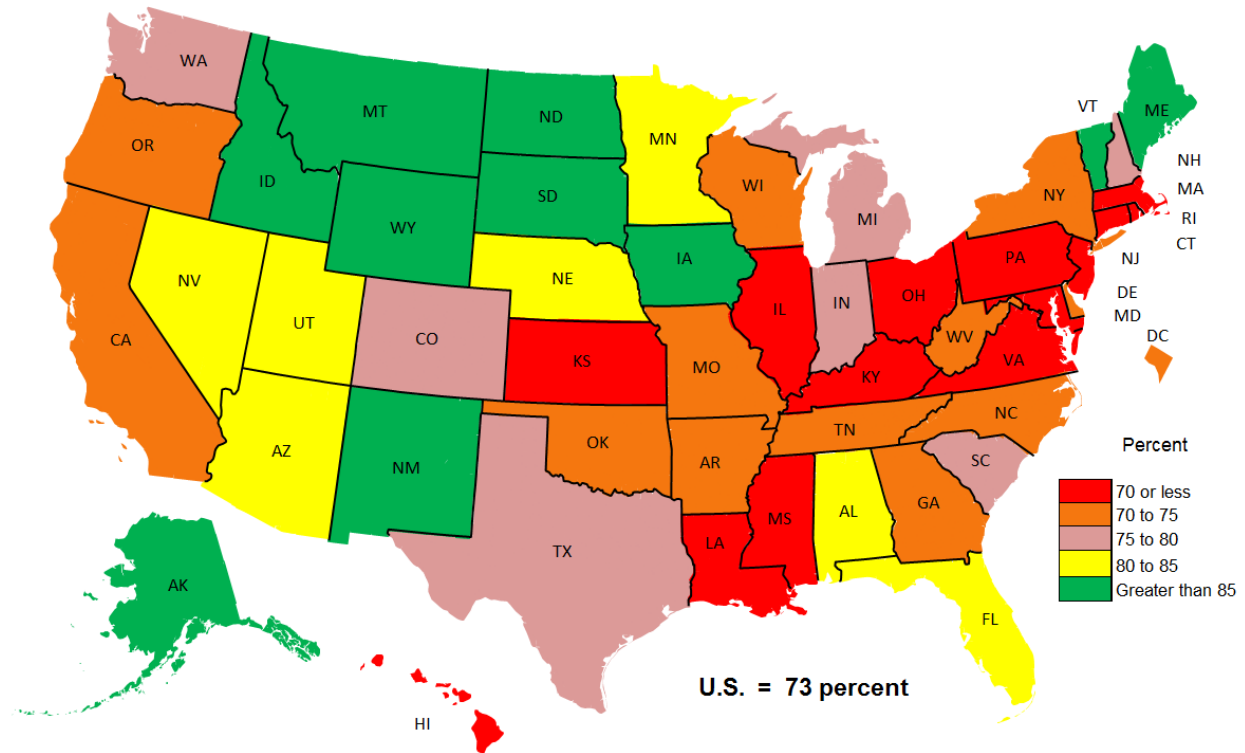 WA
MT
ND
MN
VT
ME
OR
ID
SD
WI
MI
NY
NH
MA
RI
CT
WY
IA
PA
NJ
NV
NE
IL
IN
OH
DE
MD
DC
UT
CO
CA
KS
MO
WV
VA
KY
NC
TN
AZ
NM
OK
AR
SC
MS
AL
GA
LA
TX
FL
AK
HI
Percent
70 or less
70 to 75
75 to 80
80 to 85
Greater than 85
U.S. = 73 percent